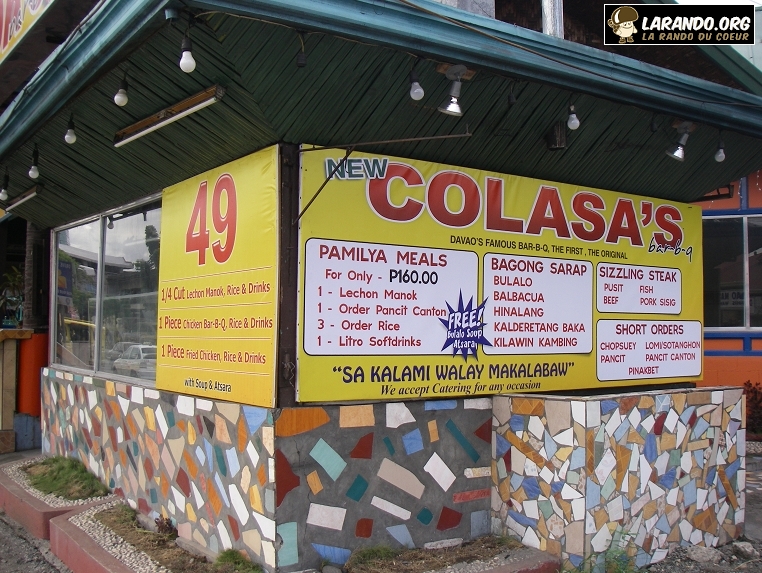 LARANDO.ORG
LA RANDO DU COEUR
49
1/4 Cut Lechon Manok, Rice & Drinks
1 Piece Chicken Bar-B-Q, Rice & Drinks
1 Piece Fried Chicken, Rice & Drinks
with Soup & Atsara
NEW COLASA'S
bar-b-q
DAVAO'S FAMOUS BAR-B-Q, THE FIRST, THE ORIGINAL
PAMILYA MEALS
For Only - P160.00
1 - Lechon Manok
1 - Order Pancit Canton
3 - Order Rice
1 - Litro Softdrinks
FREE!
Bulalo Soup
Atsara
BAGONG SARAP
BULALO
BALBACUA
HINALANG
KALDERETANG BAKA
KILAWIN KAMBING
SIZZLING STEAK
PUSIT FISH
BEEF PORK SISIG
SHORT ORDERS
CHOPSUEY LOMI/SOTANGHON
PANCIT PANCIT CANTON
PINAKBET
"SA KALAMI WALAY MAKALABAW"
We accept Catering for any occasion